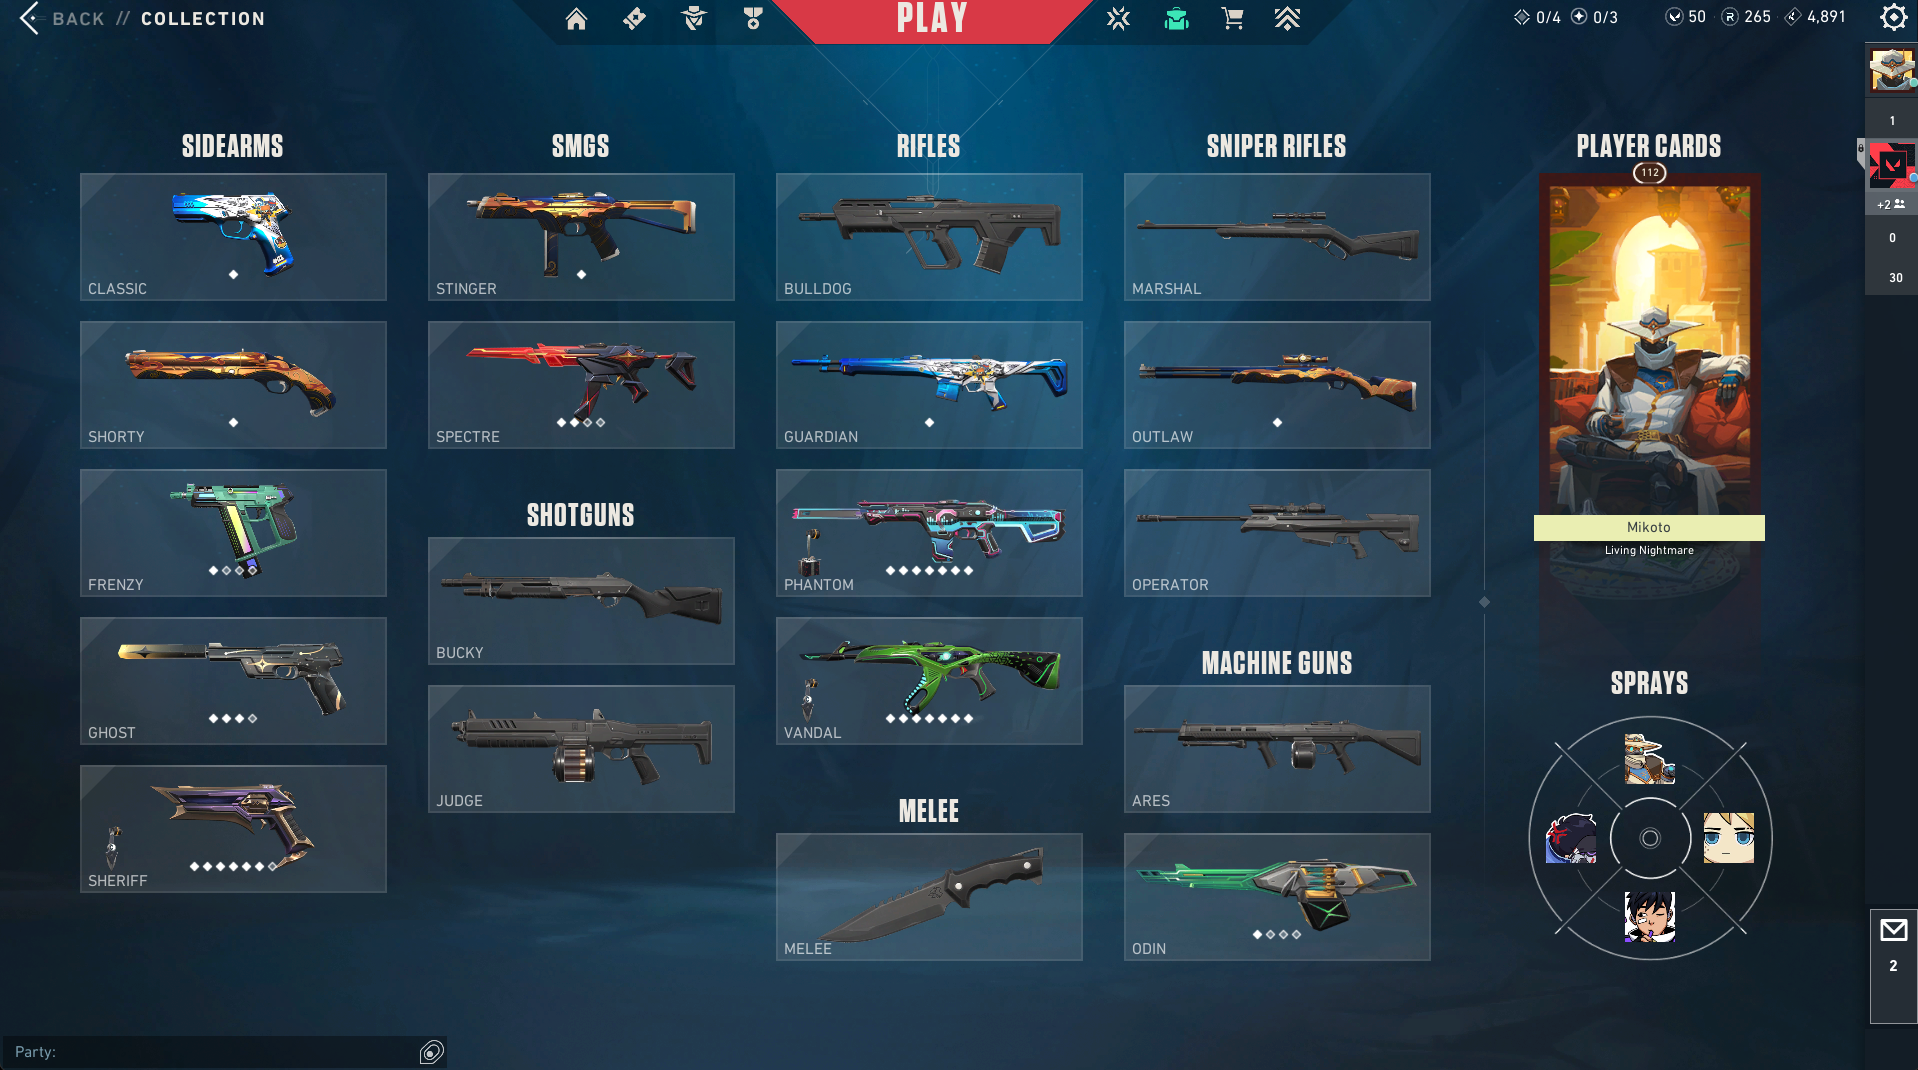 BACK // COLLECTION
PLAY
0/4 0/3 50 265 4,891
SIDEARMS
CLASSIC
SHORTY
FRENZY
GHOST
SHERIFF
SMGS
STINGER
SPECTRE
SHOTGUNS
BUCKY
JUDGE
RIFLES
BULLDOG
GUARDIAN
PHANTOM
VANDAL
MELEE
MELEE
SNIPER RIFLES
MARSHAL
OUTLAW
OPERATOR
MACHINE GUNS
ARES
ODIN
PLAYER CARDS
112
Mikoto
Living Nightmare
SPRAYS
1
+2
0
30
2
Party: